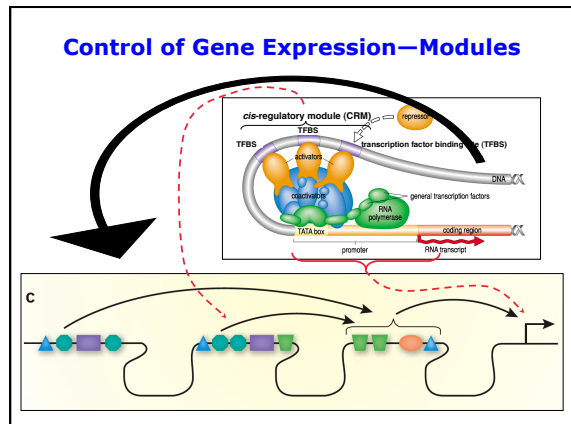 Control of Gene Expression—Modules
cis-regulatory module (CRM)
repressor
TFBS
TFBS
transcription factor binding site (TFBS)
activators
DNA
coactivators
general transcription factors
RNA
polymerase
TATA box
coding region
promoter
RNA transcript
C